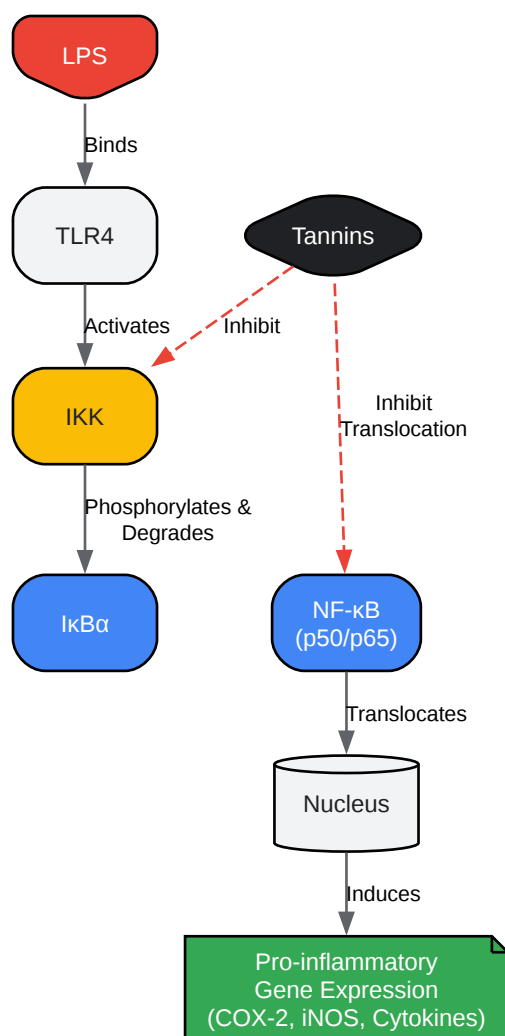 LPS
Binds
TLR4
Tannins
Activates
Inhibit
IKK
Inhibit
Translocation
Phosphorylates &
Degrades
IκBα
NF-κB
(p50/p65)
Translocates
Nucleus
Induces
Pro-inflammatory
Gene Expression
(COX-2, iNOS, Cytokines)